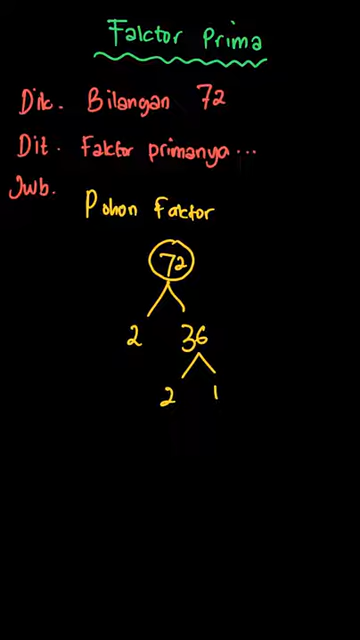 Faktor Prima
Dik. Bilangan 72
Dit. Faktor primanya...
Jwb.
Pohon Faktor
72
2 36
2 1